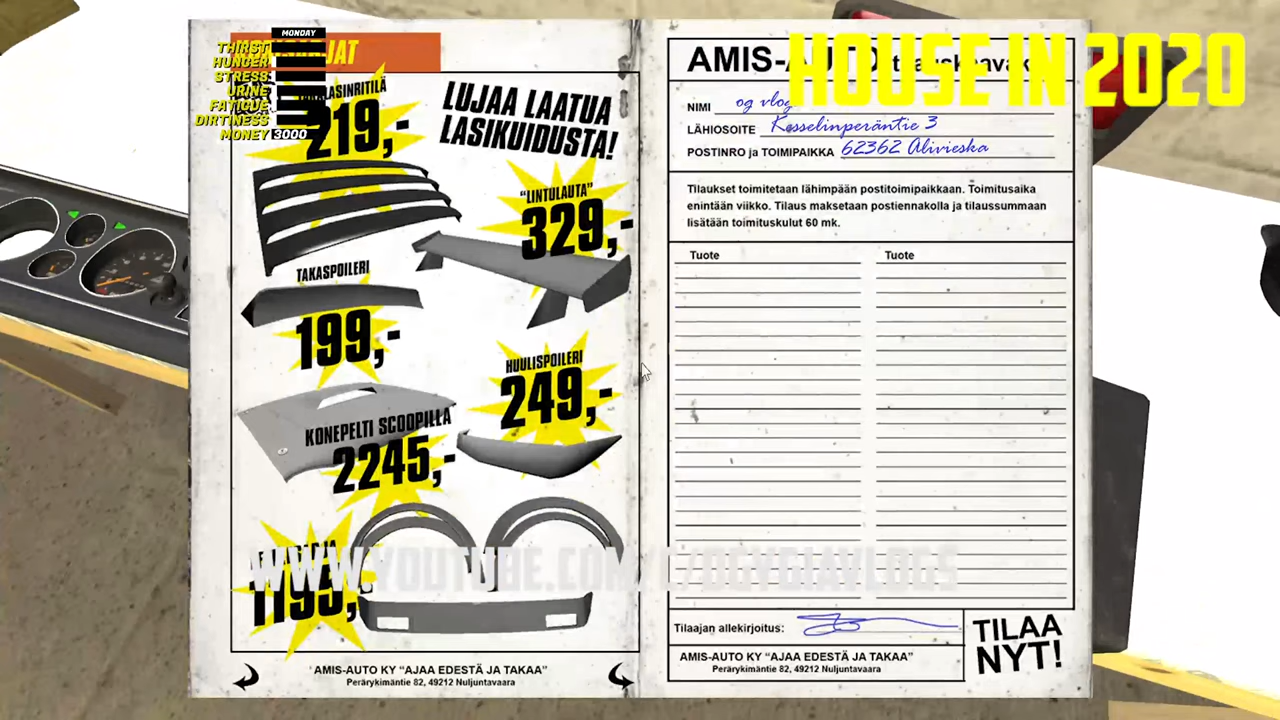 MONDAY
THIRST
HUNGER
STRESS
URINE
FATIGUE
DIRTINESS
MONEY 3000
219,-
LUJAA LAATUA
LASIKUIDUSTA!
"LINTULAUTA"
329,-
TAKASPOILERI
199,-
HUULISPOILERI
249,-
KONEPELTI SCOOPILLA
2245,-
1195,
AMIS-AUTO KY "AJAA EDESTÄ JA TAKAA"
Perärykimäntie 82, 49212 Nuljuntavaara
HOUSE IN 2020
NIMI og vlog
LÄHIOSOITE Kesselinperäntie 3
POSTINRO ja TOIMIPAIKKA 62362 Alivieska
Tilaukset toimitetaan lähimpään postitoimipaikkaan. Toimitusaika
enintään viikko. Tilaus maksetaan postiennakolla ja tilaussummaan
lisätään toimituskulut 60 mk.
Tuote Tuote
WWW.YOUTUBE.COM/C/OGYGIAVLOGS
Tilaajan allekirjoitus:
AMIS-AUTO KY "AJAA EDESTÄ JA TAKAA"
Perärykimäntie 82, 49212 Nuljuntavaara
TILAA
NYT!